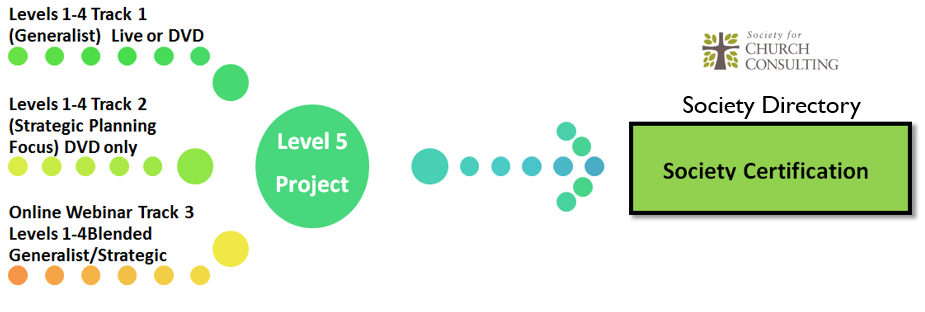 Levels 1-4 Track 1
(Generalist) Live or DVD
Levels 1-4 Track 2
(Strategic Planning
Focus) DVD only
Online Webinar Track 3
Levels 1-4Blended
Generalist/Strategic
Level 5
Project
Society for
CHURCH
CONSULTING
Society Directory
Society Certification